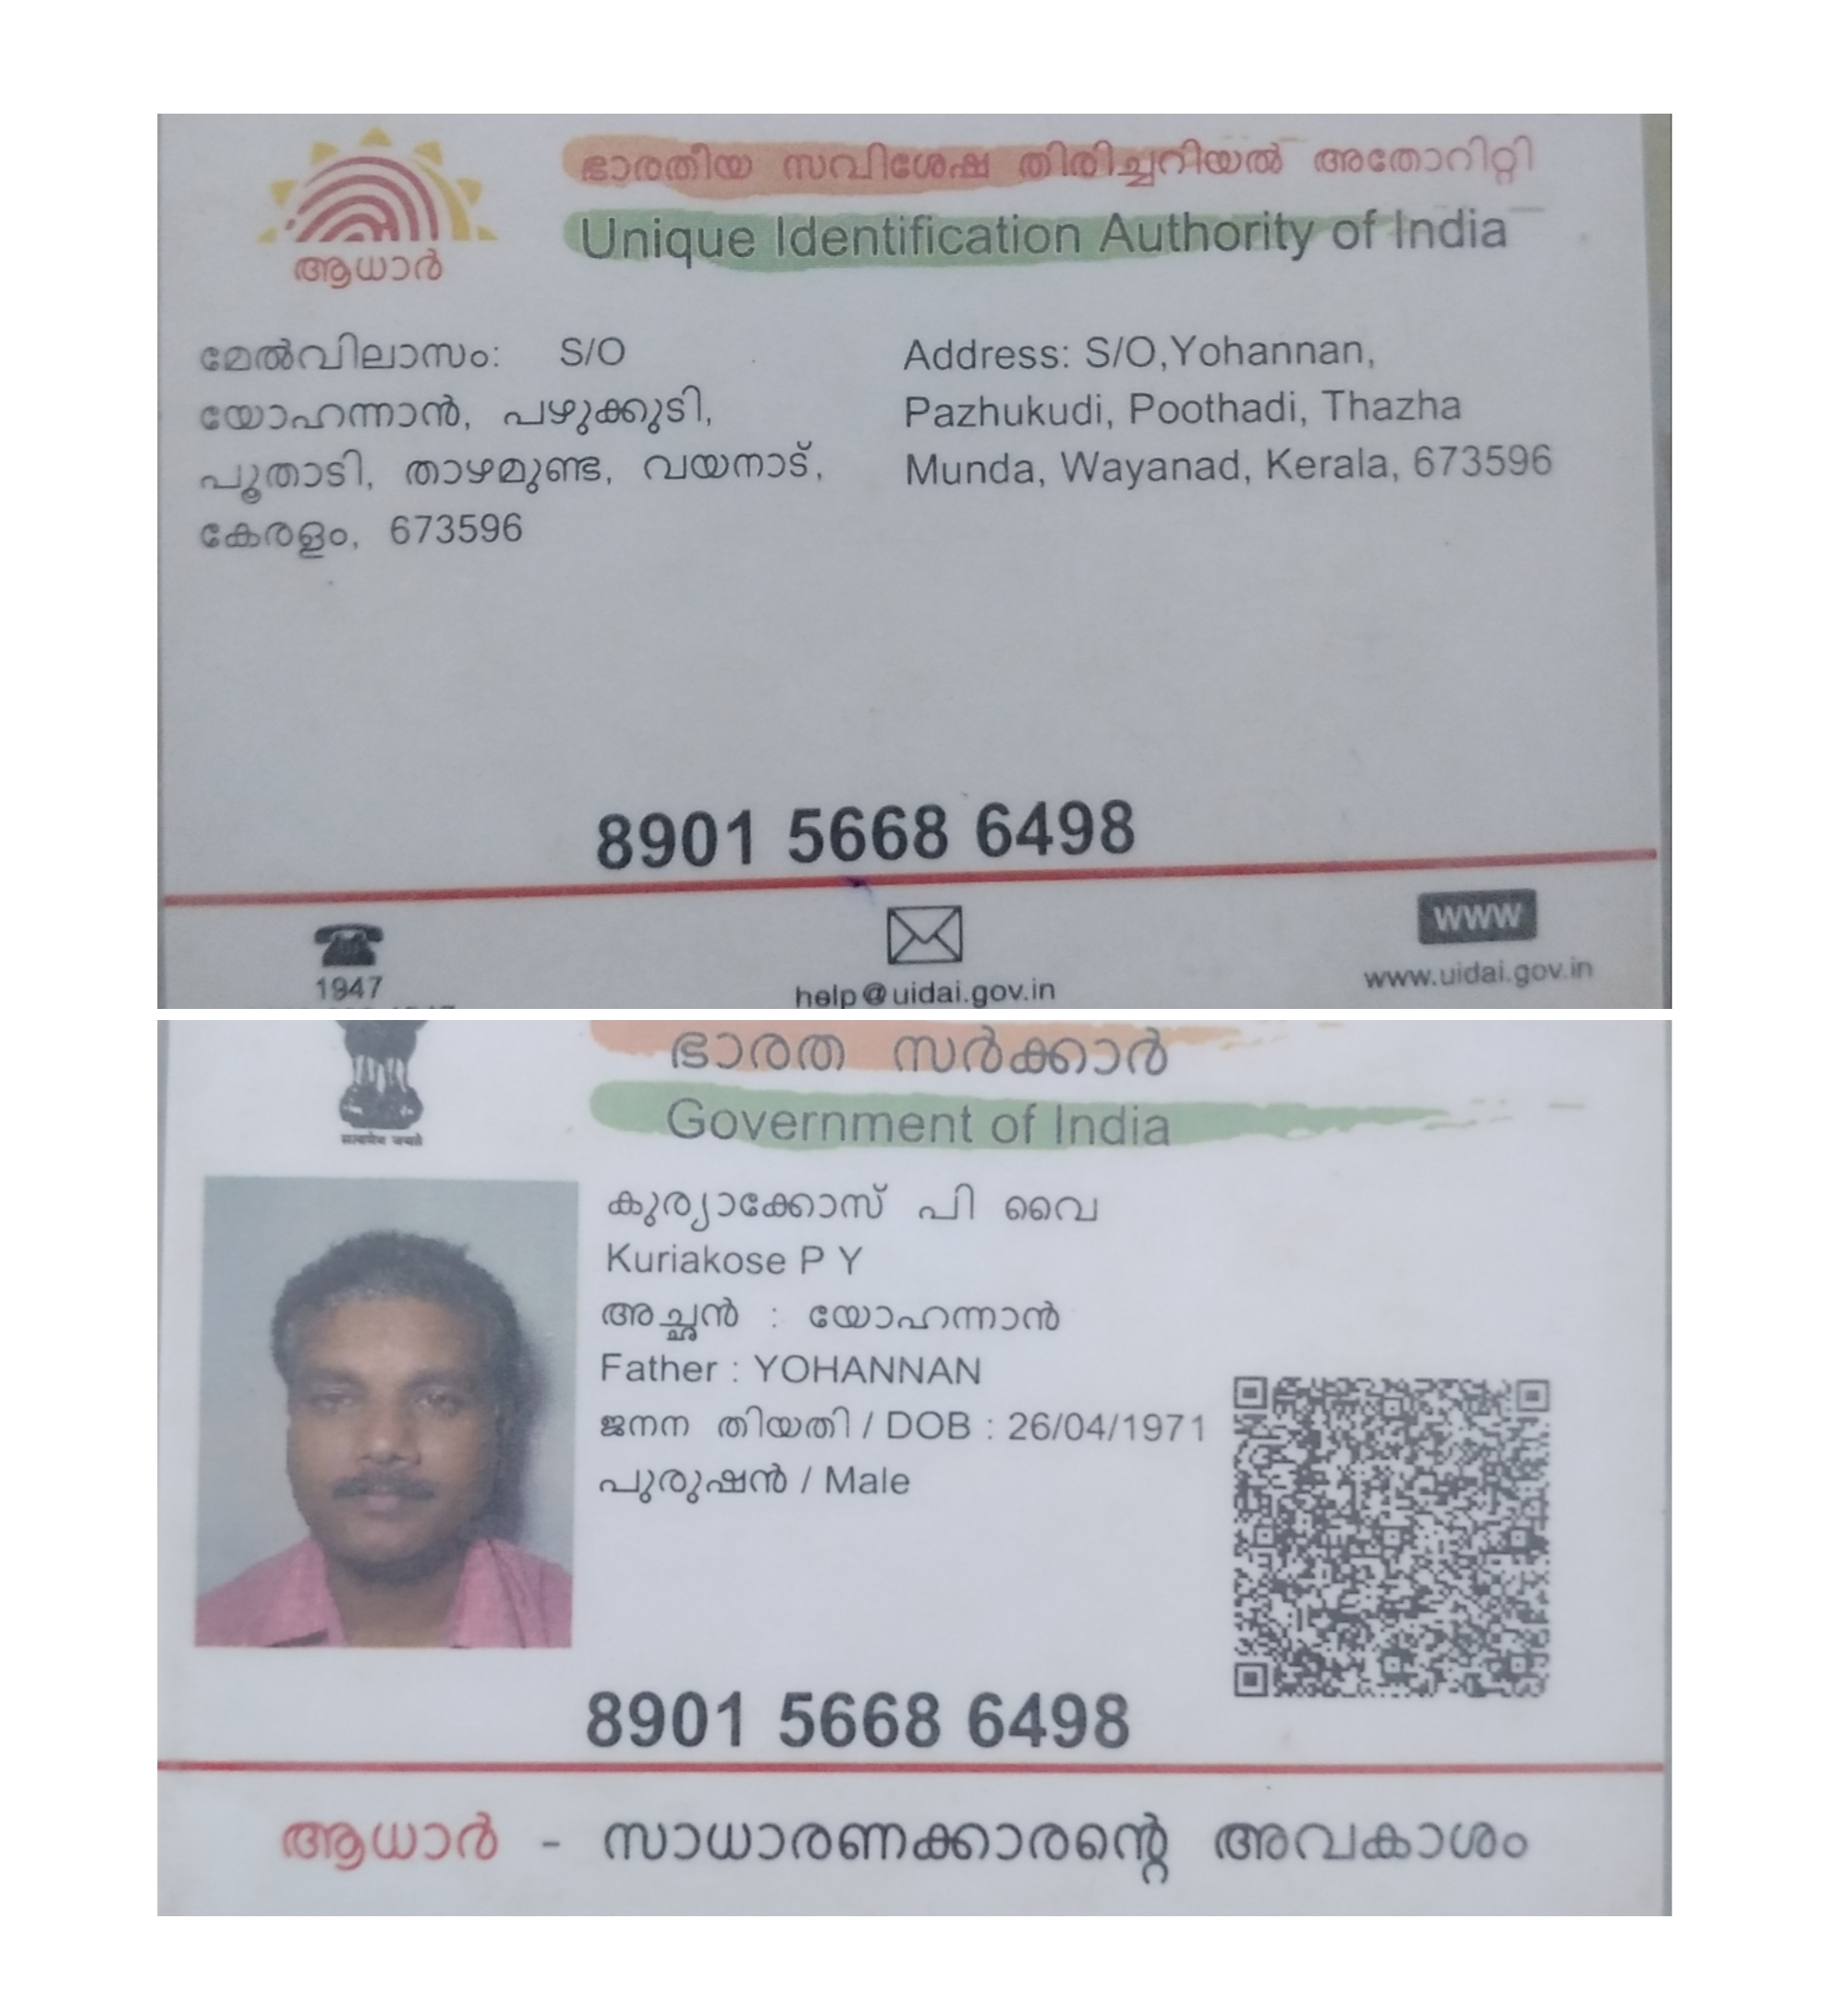 ഭാരതീയ സവിശേഷ തിരിച്ചറിയൽ അതോറിറ്റി
Unique Identification Authority of India
ആധാർ
മേൽവിലാസം: S/O
യോഹന്നാൻ, പഴുക്കുടി,
പൂതാടി, താഴമുണ്ട, വയനാട്,
കേരളം, 673596
Address: S/O,Yohannan,
Pazhukudi, Poothadi, Thazha
Munda, Wayanad, Kerala, 673596
8901 5668 6498
1947
help@uidai.gov.in
WWW
www.uidai.gov.in
ഭാരത സർക്കാർ
Government of India
सत्यमेव जयते
കുര്യാക്കോസ് പി വൈ
Kuriakose P Y
അച്ഛൻ : യോഹന്നാൻ
Father : YOHANNAN
ജനന തിയതി / DOB : 26/04/1971
പുരുഷൻ / Male
8901 5668 6498
ആധാർ - സാധാരണക്കാരന്റെ അവകാശം